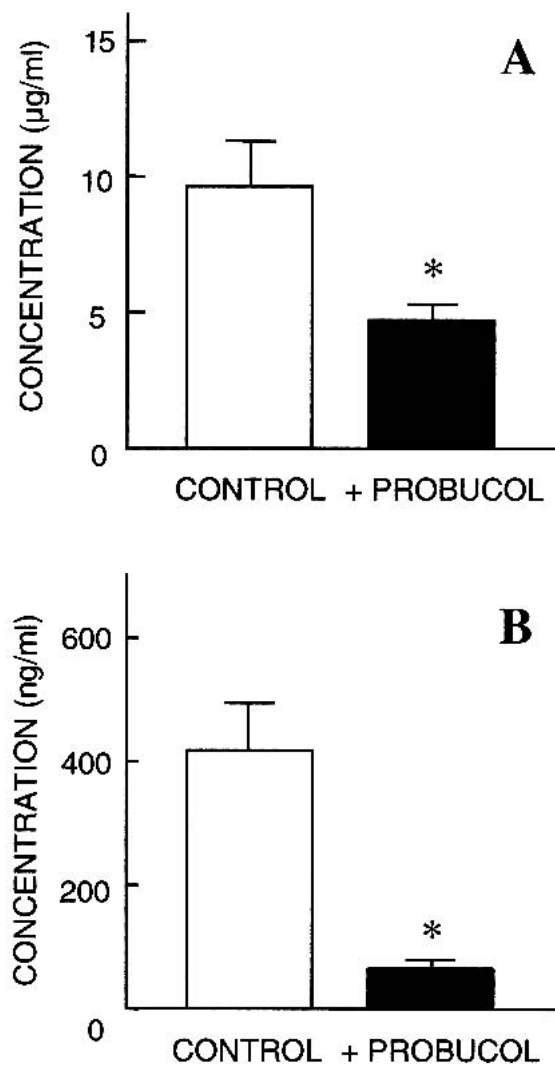 A
CONCENTRATION (μg/ml)
15
10
5
0
*
CONTROL + PROBUCOL
B
CONCENTRATION (ng/ml)
600
400
200
0
*
CONTROL + PROBUCOL